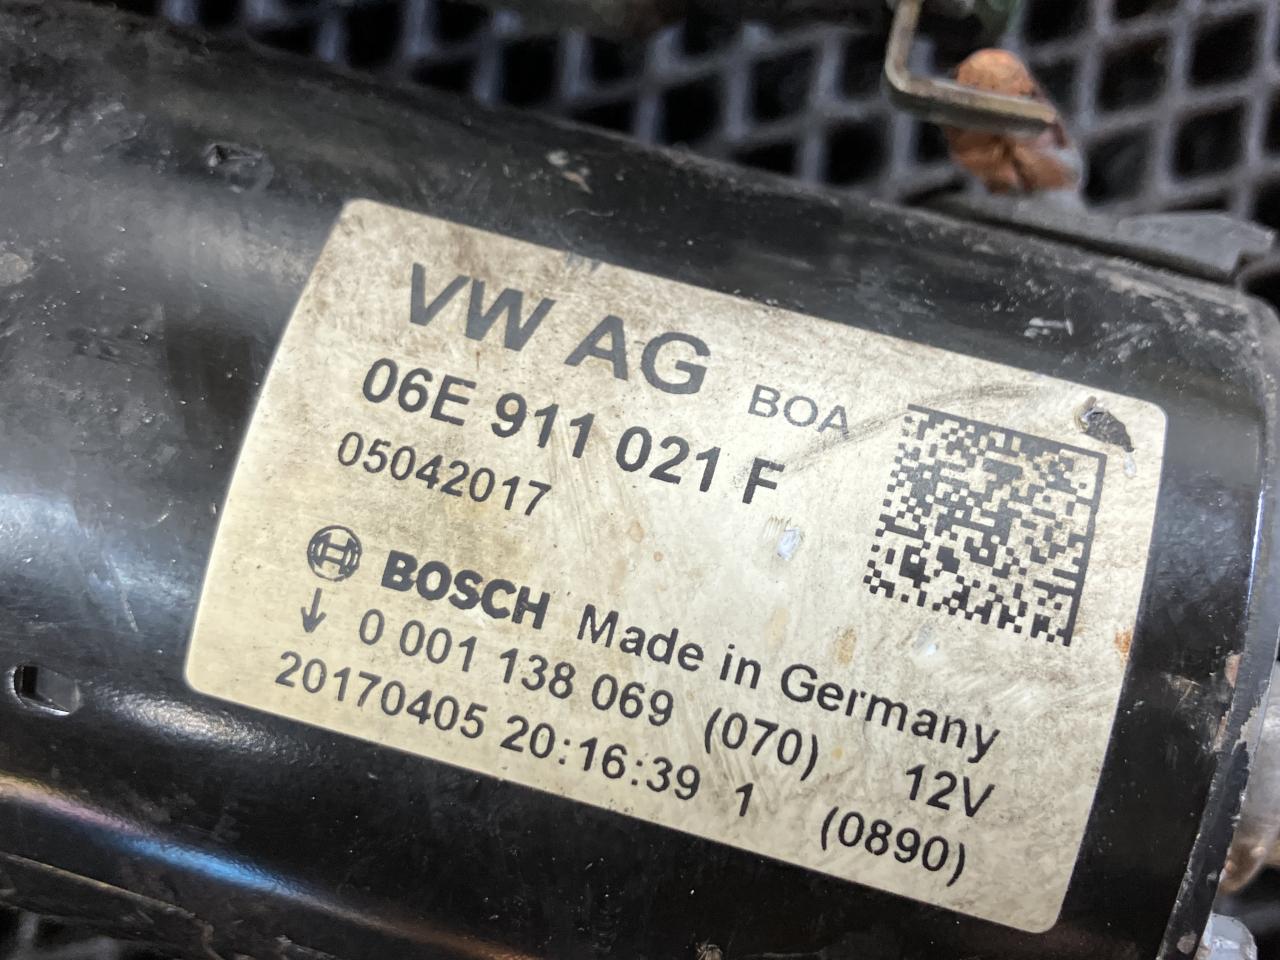 VW AG BOA
06E 911 021 F
05042017
BOSCH Made in Germany
↓ 0 001 138 069 (070) 12V
20170405 20:16:39 1 (0890)